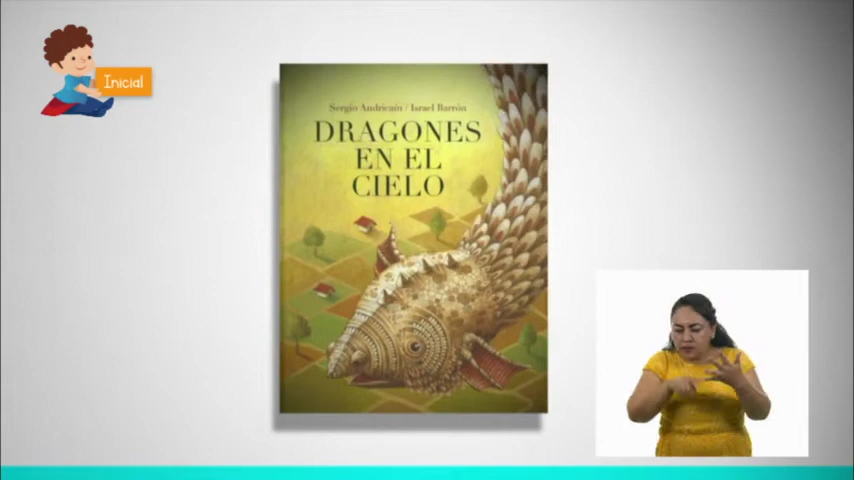 Inicial
Sergio Andricaín / Israel Barrón
DRAGONES
EN EL
CIELO